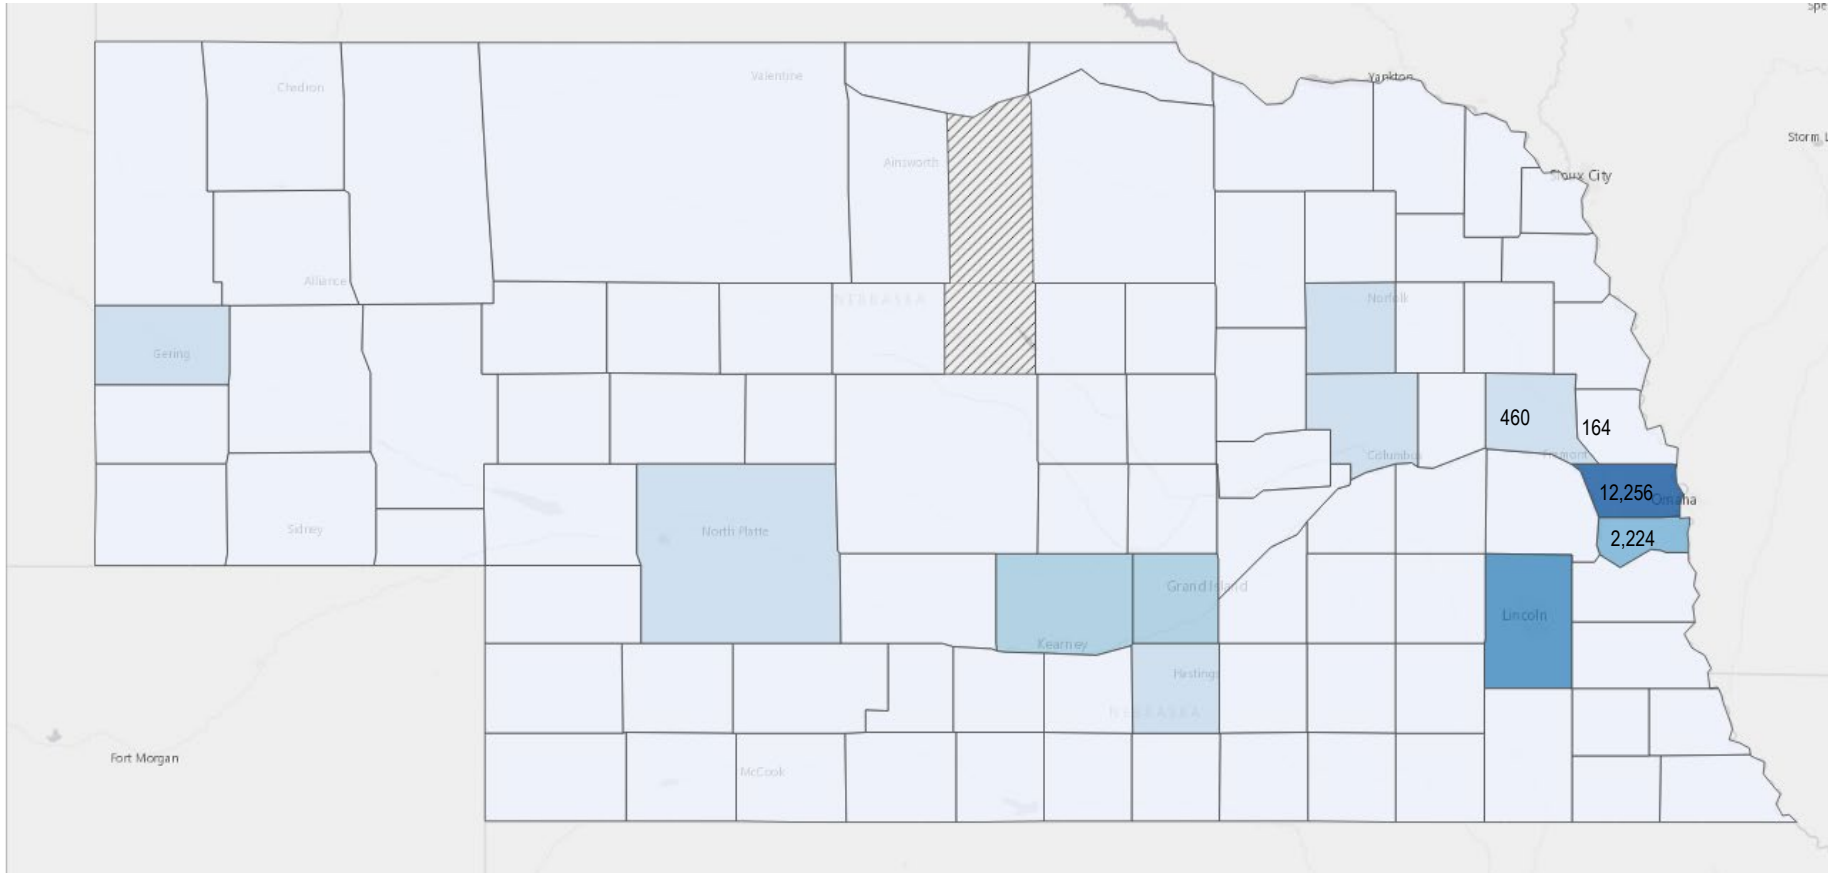 Spe
Yankton
Valentine
Chadron
Storm L
Ainsworth
Sioux City
Alliance
NEBRASKA
Norfolk
Gering
460
164
Columbus
Fremont
12,256
Omaha
Sidney
North Platte
2,224
Grand Island
Lincoln
Kearney
Hastings
NEBRASKA
Fort Morgan
McCook